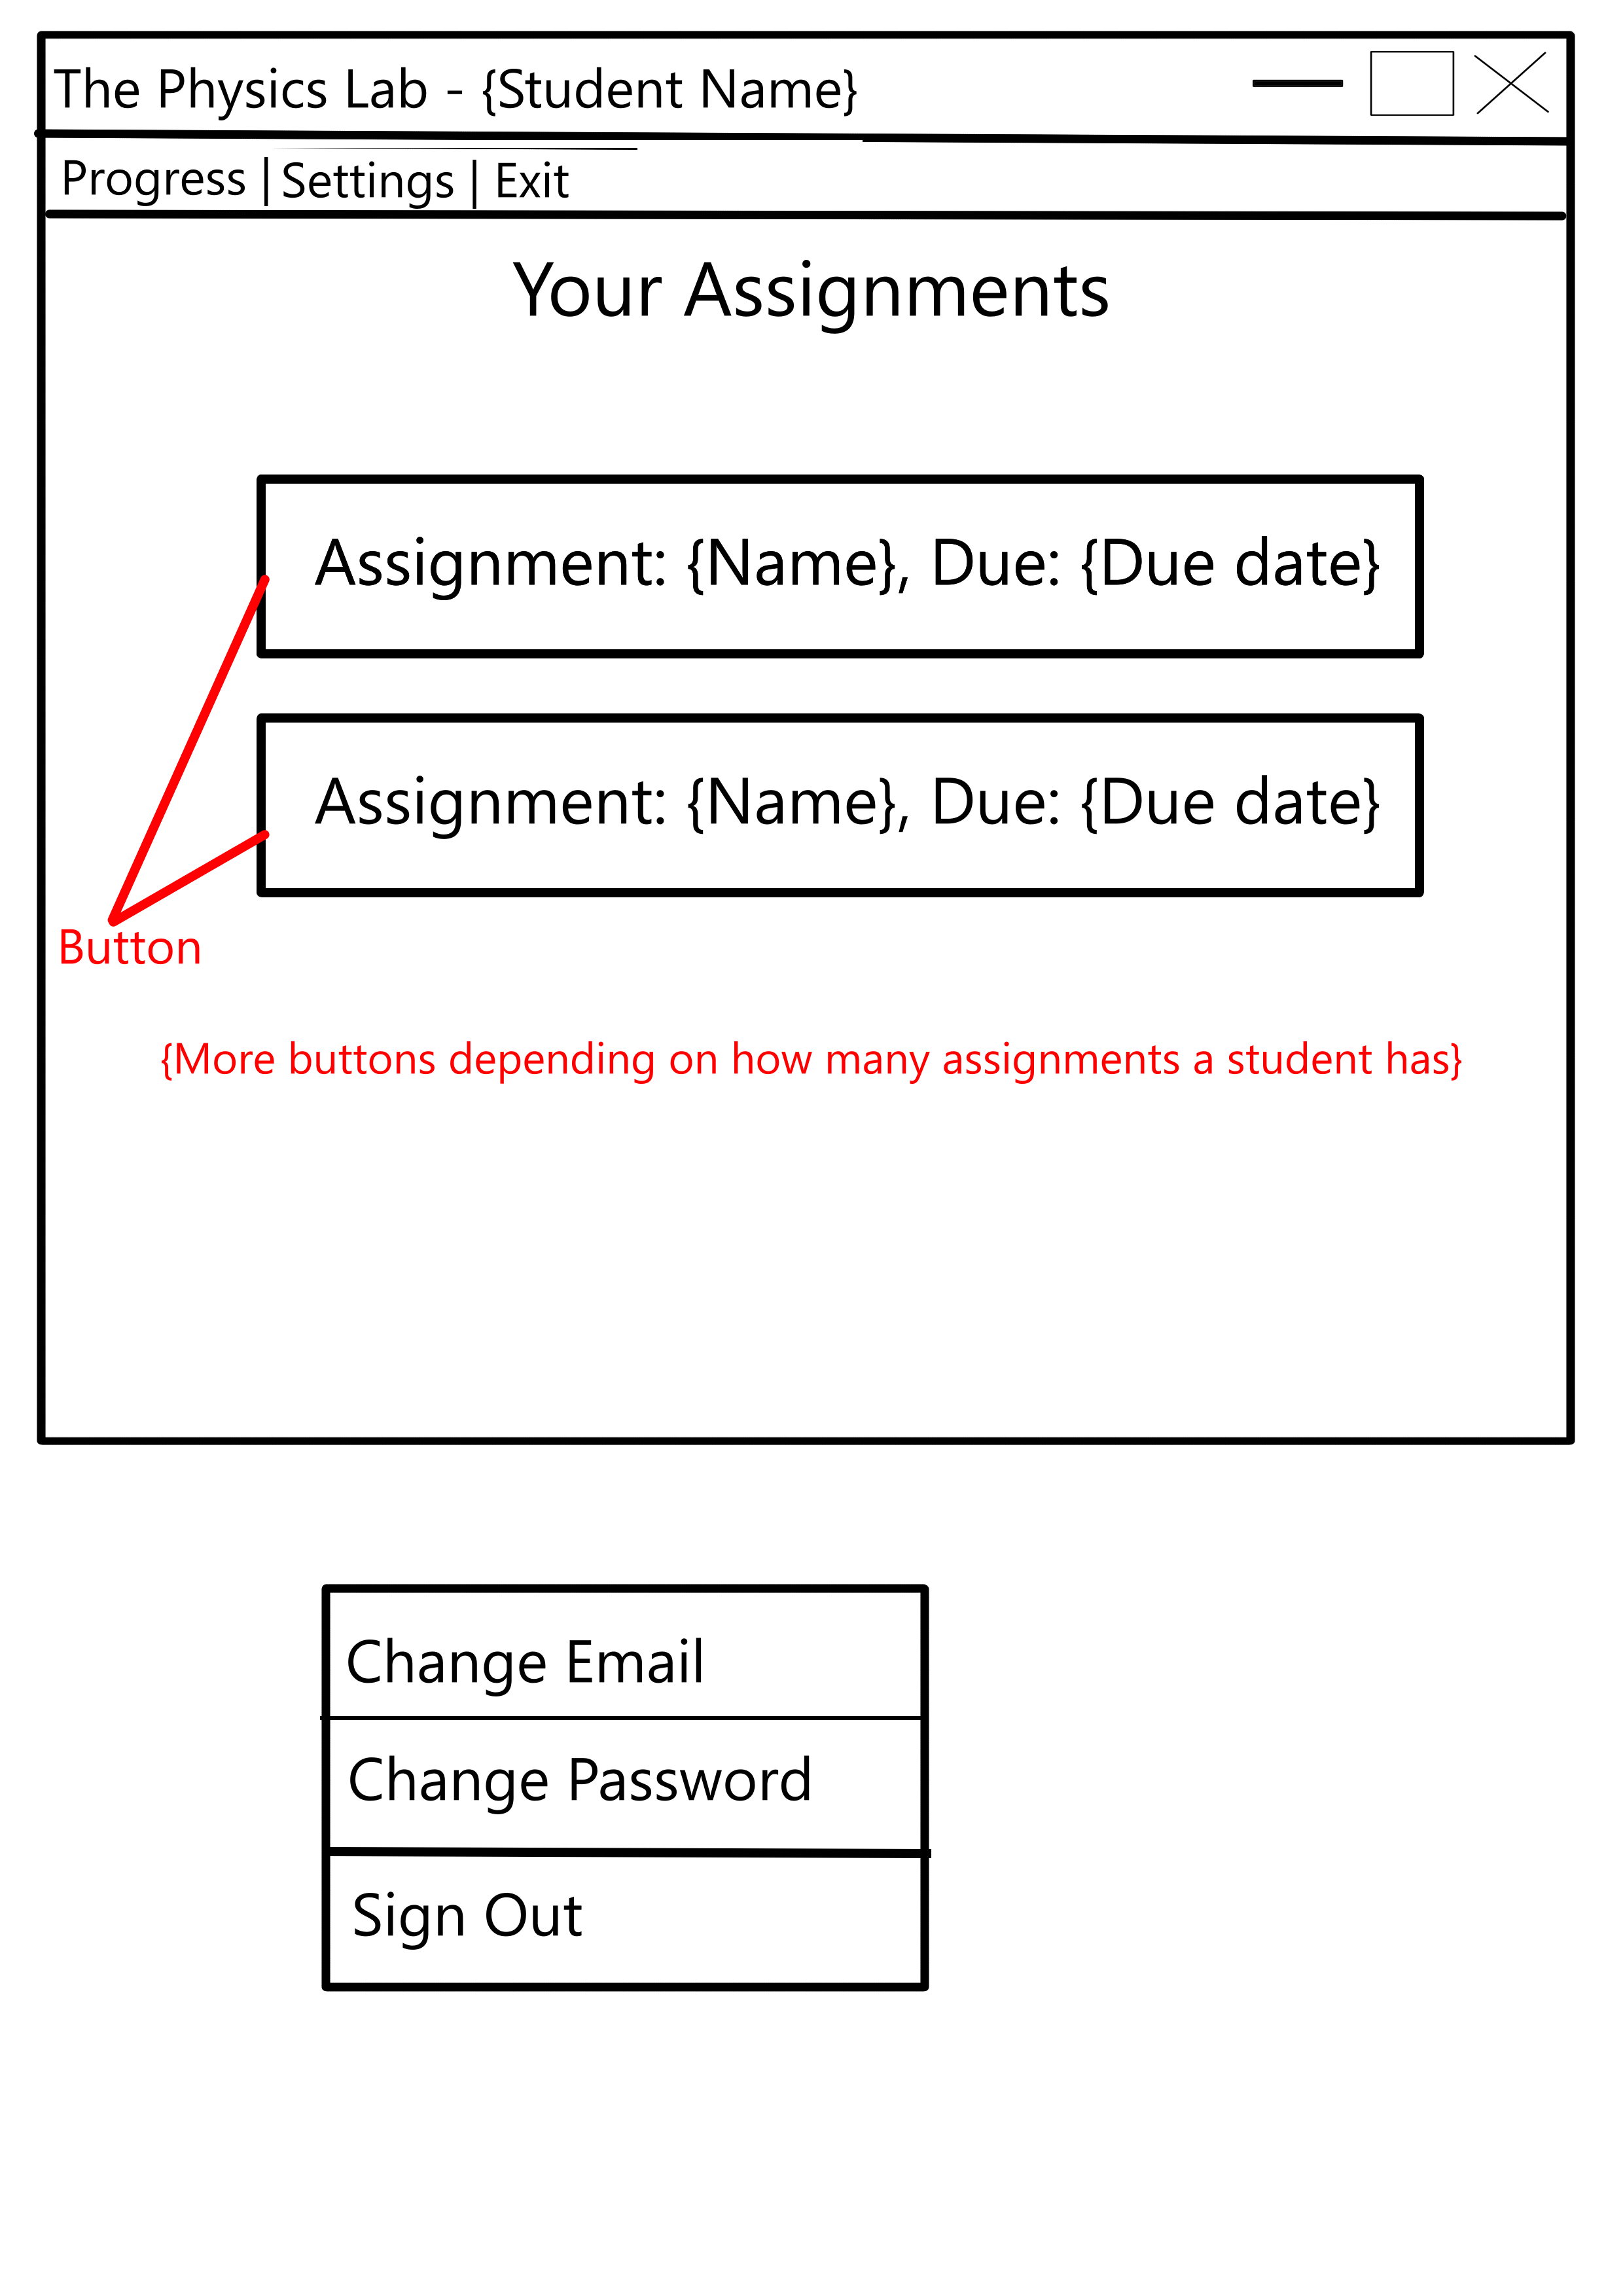 The Physics Lab - {Student Name}
Progress | Settings | Exit
Your Assignments
Assignment: {Name}, Due: {Due date}
Assignment: {Name}, Due: {Due date}
Button
{More buttons depending on how many assignments a student has}
Change Email
Change Password
Sign Out